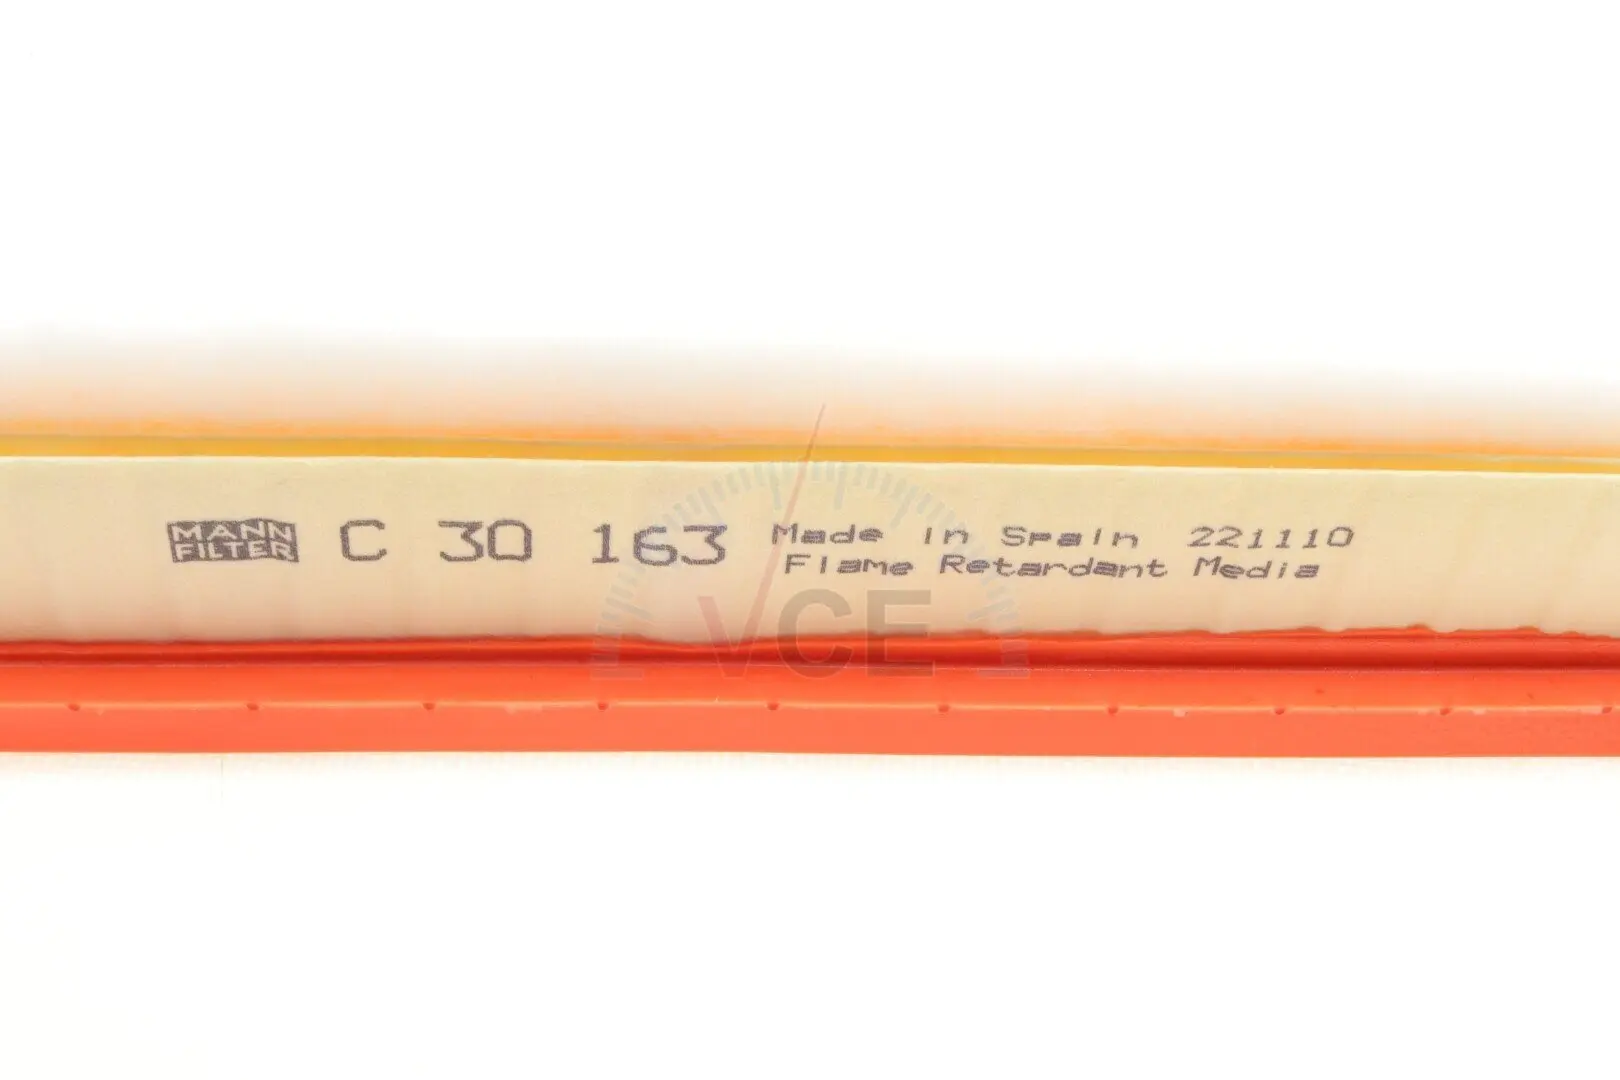 MANN
FILTER
C 30 163
Made in Spain 221110
Flame Retardant Media
VCE